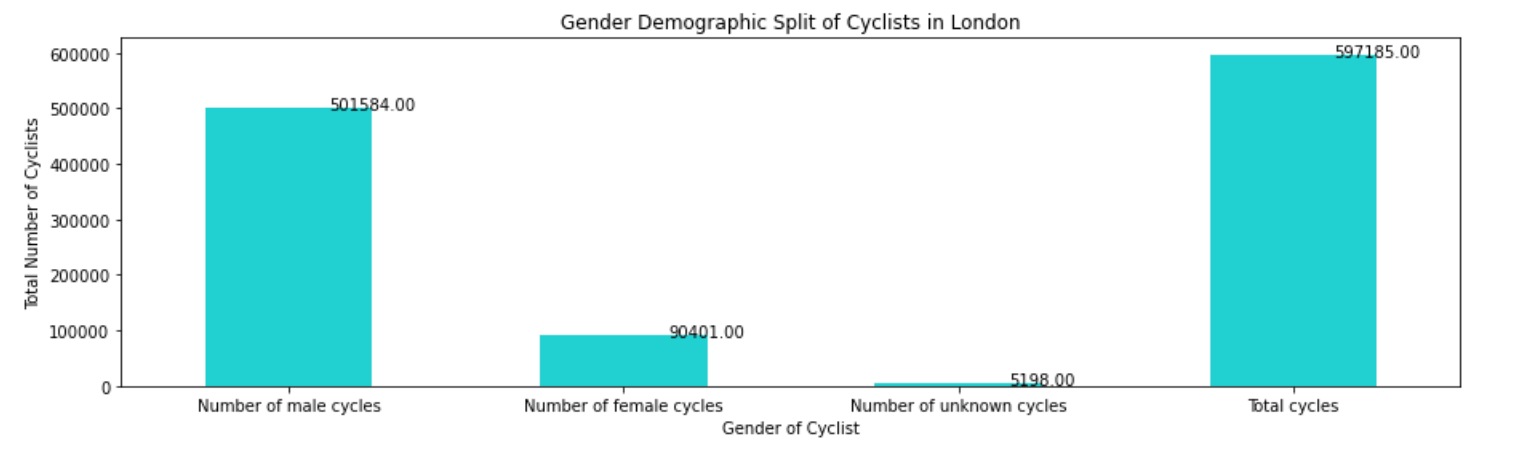 Gender Demographic Split of Cyclists in London
600000
500000
400000
300000
200000
100000
0
Total Number of Cyclists
501584.00
90401.00
5198.00
597185.00
Number of male cycles
Number of female cycles
Number of unknown cycles
Total cycles
Gender of Cyclist